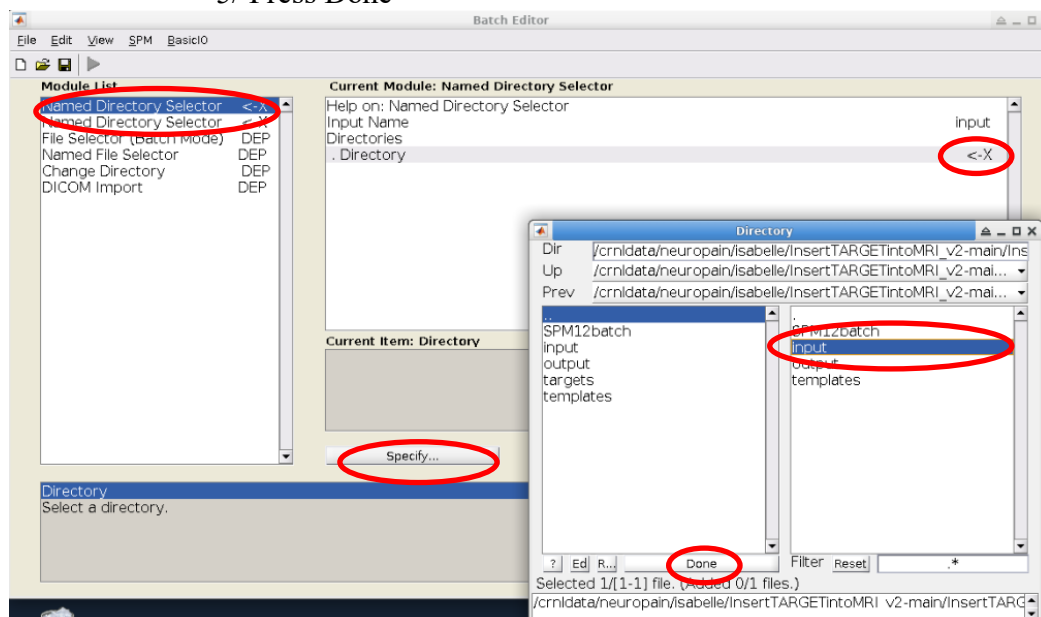 3/ Press Done
Batch Editor
File Edit View SPM BasicIO
Module List
Named Directory Selector <-X
Named Directory Selector <-X
File Selector (Batch Mode) DEP
Named File Selector DEP
Change Directory DEP
DICOM Import DEP
Current Module: Named Directory Selector
Help on: Named Directory Selector
Input Name input
Directories
. Directory <-X
Current Item: Directory
Specify...
Directory
Select a directory.
Directory
Dir /crnldata/neuropain/isabelle/InsertTARGETintoMRI_v2-main/Ins
Up /crnldata/neuropain/isabelle/InsertTARGETintoMRI_v2-mai...
Prev /crnldata/neuropain/isabelle/InsertTARGETintoMRI_v2-mai...
..
SPM12batch
input
output
targets
templates
.
SPM12batch
input
output
templates
? Ed R... Done Filter Reset .*
Selected 1/[1-1] file. (Added 0/1 files.)
/crnldata/neuropain/isabelle/InsertTARGETintoMRI_v2-main/InsertTARG